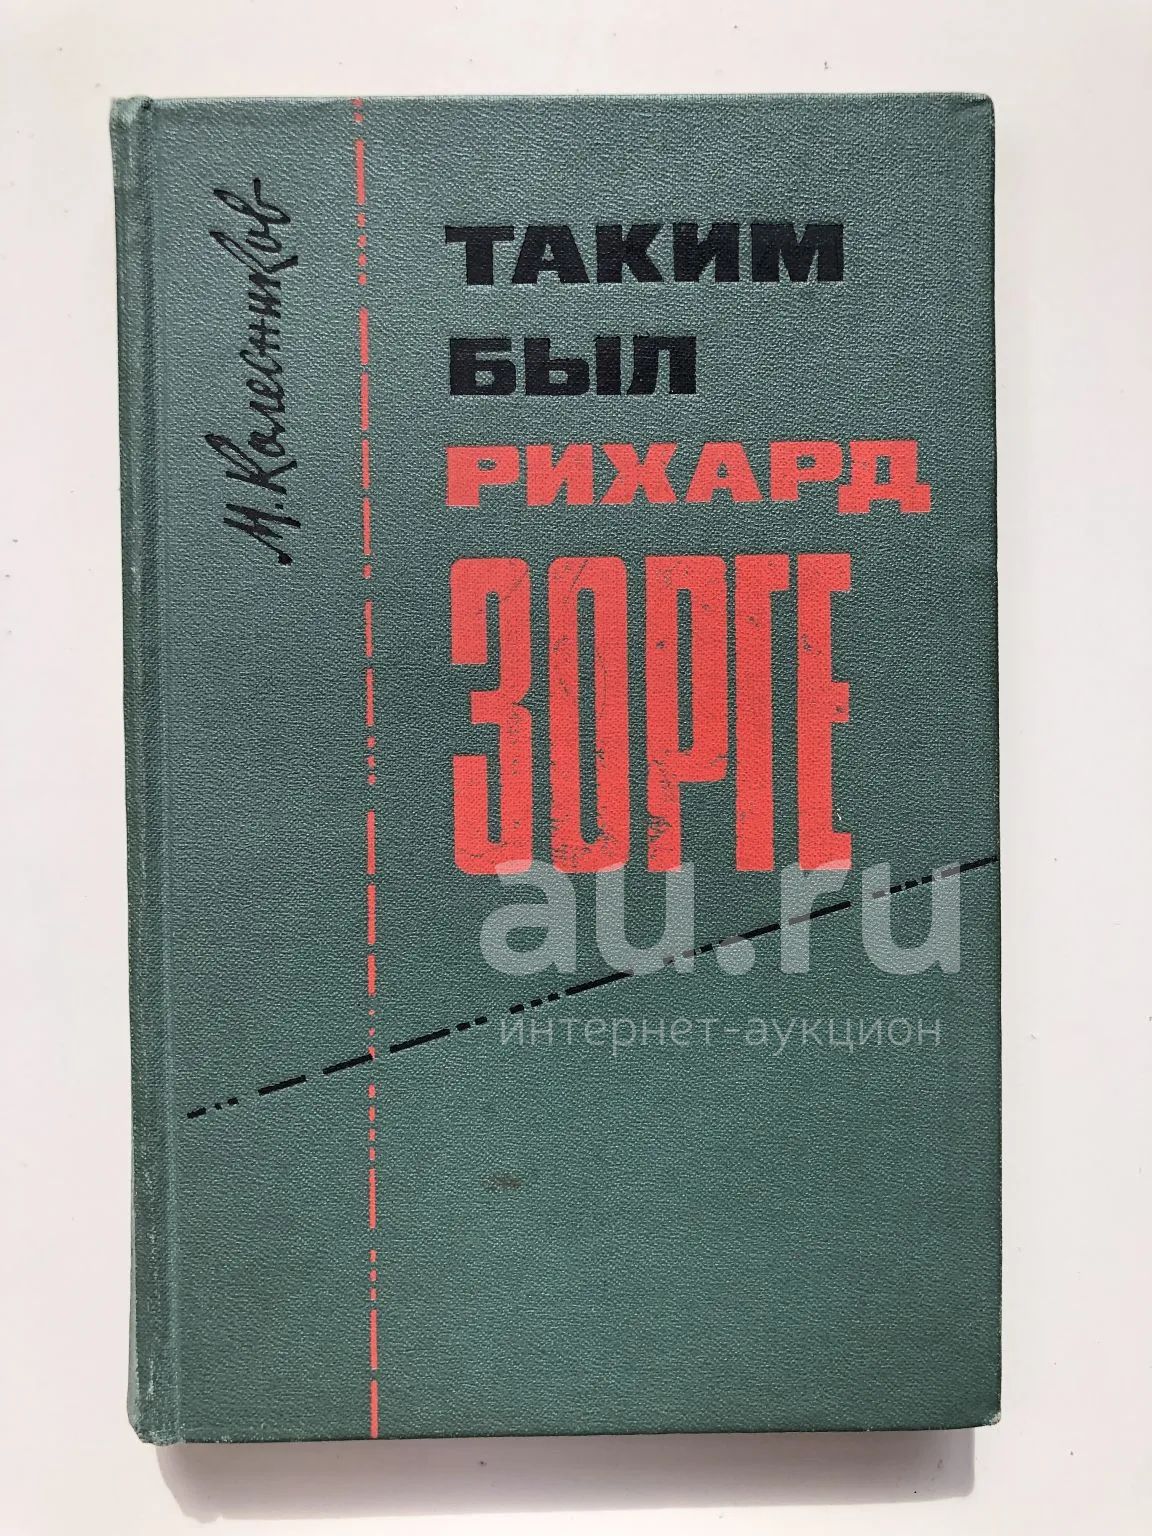 М. Колесников
ТАКИМ
БЫЛ
РИХАРД
ЗОРГЕ
au.ru
интернет-аукцион